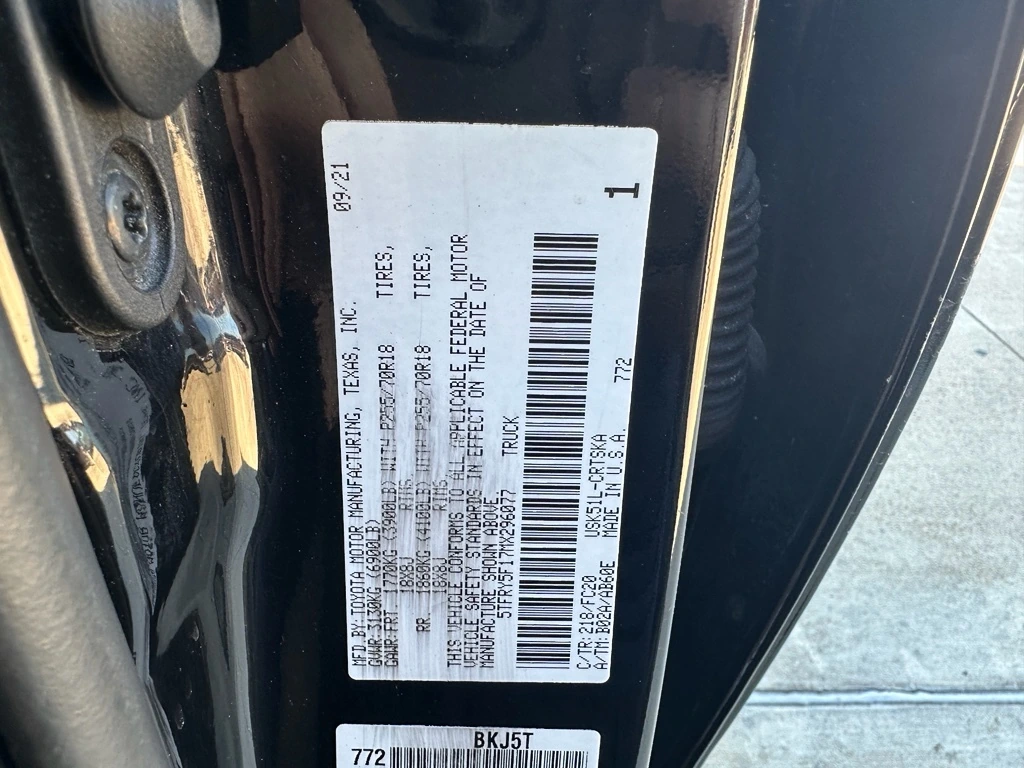 MFD BY: TOYOTA MOTOR MANUFACTURING, TEXAS, INC. 09/21
GVWR 3130KG (6900LB)
GAWR FRT. 1770KG (3900LB) WITH P255/70R18 TIRES,
18X8J RIMS
RR. 1860KG (4100LB) WITH P255/70R18 TIRES,
18X8J RIMS
THIS VEHICLE CONFORMS TO ALL APPLICABLE FEDERAL MOTOR
VEHICLE SAFETY STANDARDS IN EFFECT ON THE DATE OF
MANUFACTURE SHOWN ABOVE.
5TFRY5F17MX296077 TRUCK
C/TR: 218/FC20 USK51L-CRTSKA
A/TM: B02A/AB60E MADE IN U.S.A. 772 1
BKJ5T
772